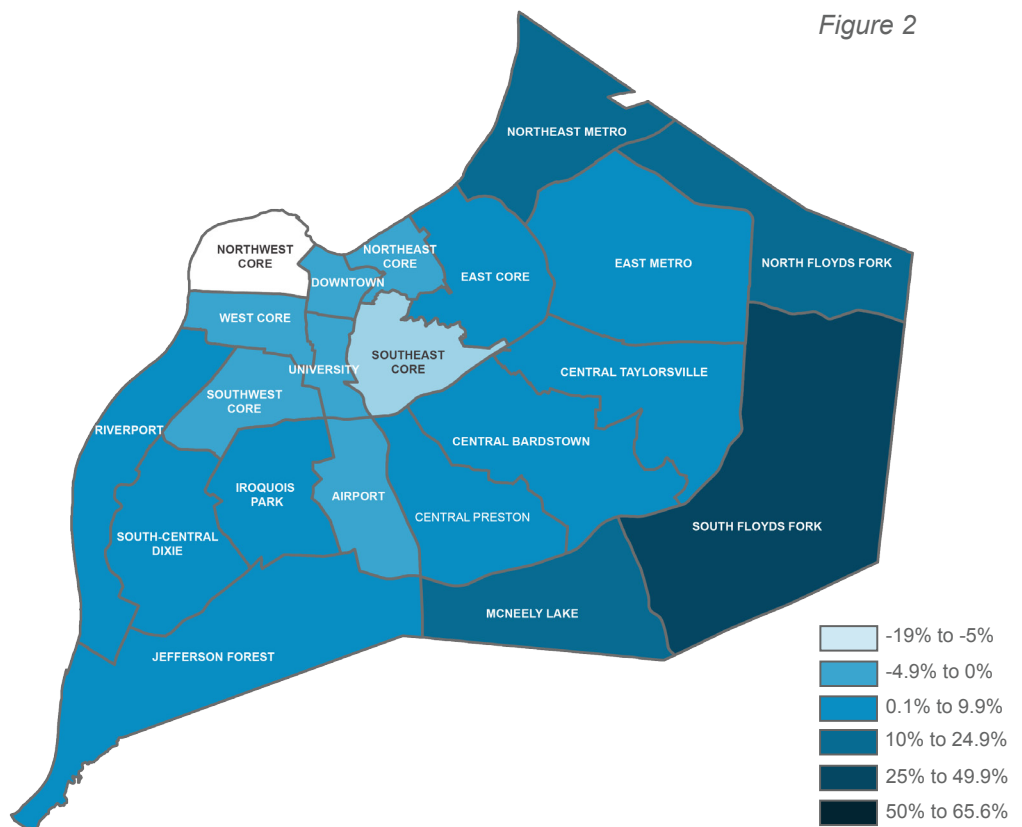 Figure 2
NORTHEAST METRO
NORTHWEST
CORE
NORTHEAST
CORE
DOWNTOWN
EAST CORE
EAST METRO
NORTH FLOYDS FORK
WEST CORE
SOUTHEAST
CORE
UNIVERSITY
CENTRAL TAYLORSVILLE
SOUTHWEST
CORE
RIVERPORT
CENTRAL BARDSTOWN
IROQUOIS
PARK
AIRPORT
CENTRAL PRESTON
SOUTH FLOYDS FORK
SOUTH-CENTRAL
DIXIE
MCNEELY LAKE
JEFFERSON FOREST
-19% to -5%
-4.9% to 0%
0.1% to 9.9%
10% to 24.9%
25% to 49.9%
50% to 65.6%